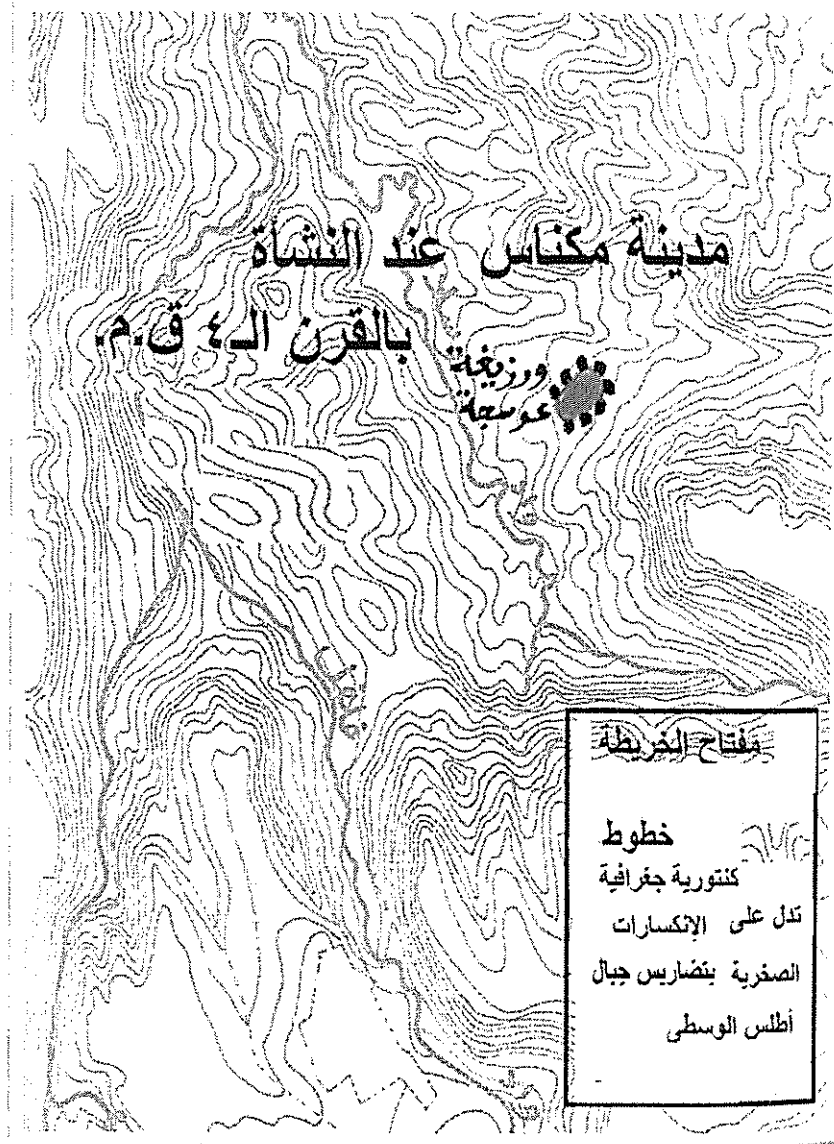 مدينة مكناس عند النشأة
بالقرن الـ٤ ق.م.
ورزيغة
عوسجة
مفتاح الخريطة
خطوط
كنتورية جغرافية
تدل على الإنكسارات
الصخرية بتضاريس جبال
أطلس الوسطى